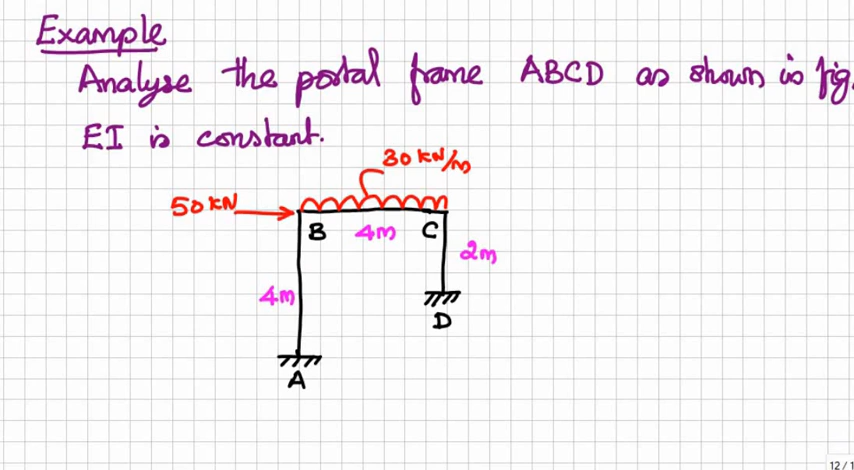 Example
Analyse the portal frame ABCD as shown is fig.
EI is constant.
30 kN/m
50 kN
B 4m C
2m
4m
D
A
12/1